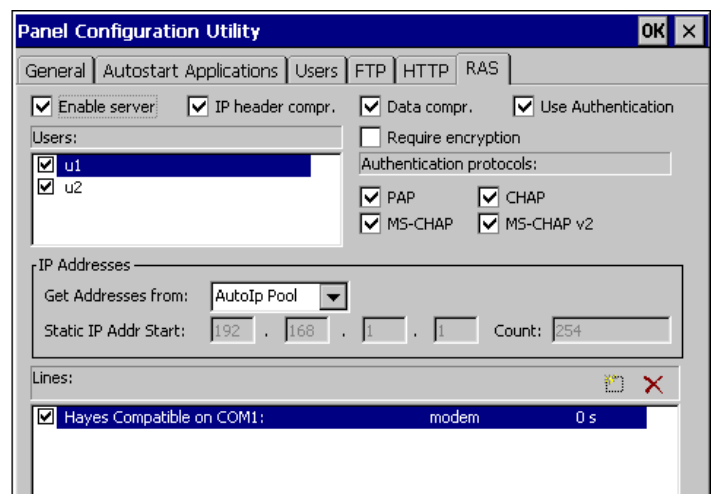 Panel Configuration Utility OK
General Autostart Applications Users FTP HTTP RAS
Enable server IP header compr. Data compr. Use Authentication
Users: Require encryption
u1 Authentication protocols:
u2 PAP CHAP
MS-CHAP MS-CHAP v2
IP Addresses
Get Addresses from: AutoIp Pool
Static IP Addr Start: 192 . 168 . 1 . 1 Count: 254
Lines:
Hayes Compatible on COM1: modem 0 s